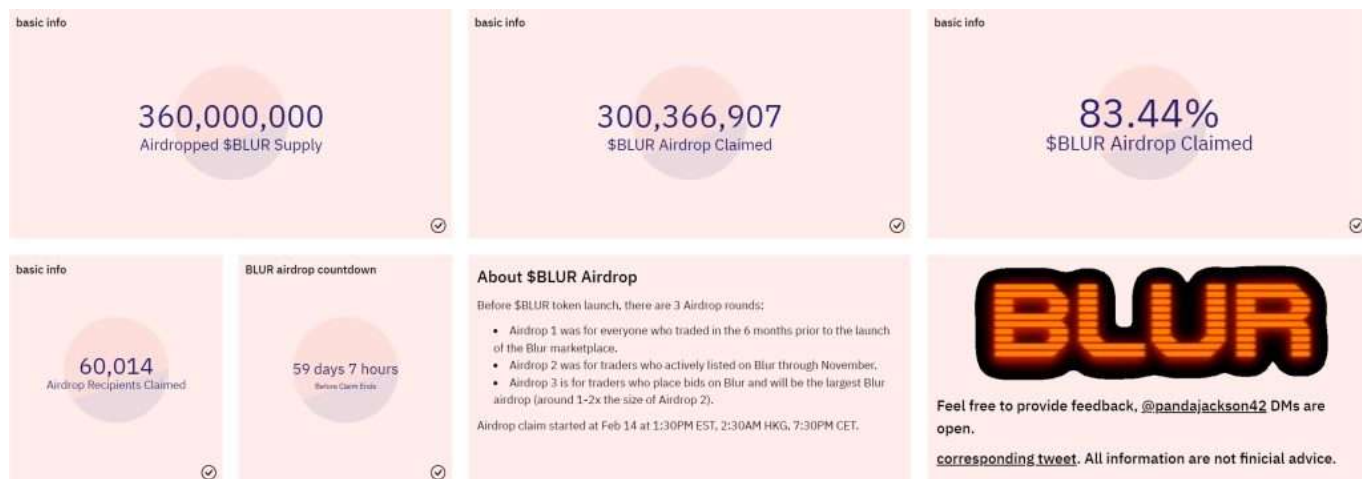 basic info
360,000,000
Airdropped $BLUR Supply
basic info
300,366,907
$BLUR Airdrop Claimed
basic info
83.44%
$BLUR Airdrop Claimed
basic info
60,014
Airdrop Recipients Claimed
BLUR airdrop countdown
59 days 7 hours
Before Claim Ends
About $BLUR Airdrop
Before $BLUR token launch, there are 3 Airdrop rounds:
• Airdrop 1 was for everyone who traded in the 6 months prior to the launch
of the Blur marketplace.
• Airdrop 2 was for traders who actively listed on Blur through November.
• Airdrop 3 is for traders who place bids on Blur and will be the largest Blur
airdrop (around 1-2x the size of Airdrop 2).
Airdrop claim started at Feb 14 at 1:30PM EST, 2:30AM HKG, 7:30PM CET.
BLUR
Feel free to provide feedback, @pandajackson42 DMs are
open.
corresponding tweet. All information are not finicial advice.